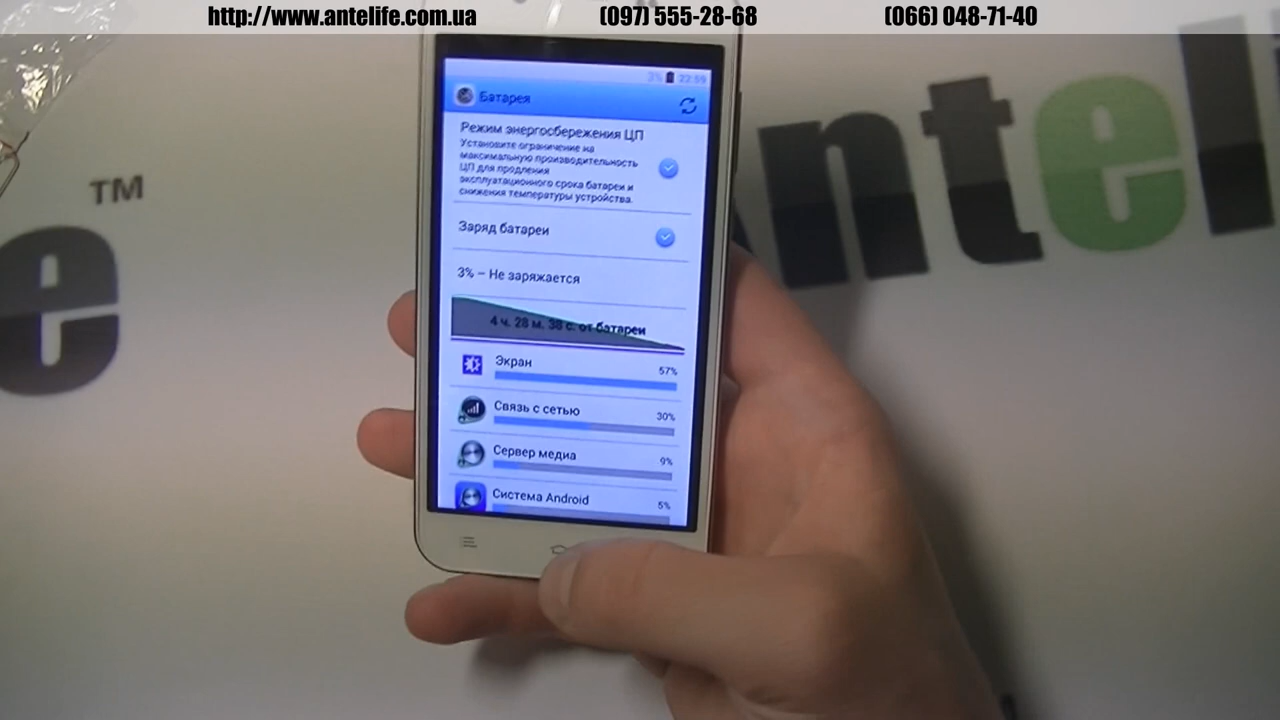 http://www.antelife.com.ua (097) 555-28-68 (066) 048-71-40
3% 22:59
Батарея
Режим энергосбережения ЦП
Установите ограничение на
максимальную производительность
ЦП для продления
эксплуатационного срока батареи и
снижения температуры устройства.
Заряд батареи
3% – Не заряжается
4 ч. 28 м. 38 с. от батареи
Экран 57%
Связь с сетью 30%
Сервер медиа 9%
Система Android 5%
e TM
Anteli